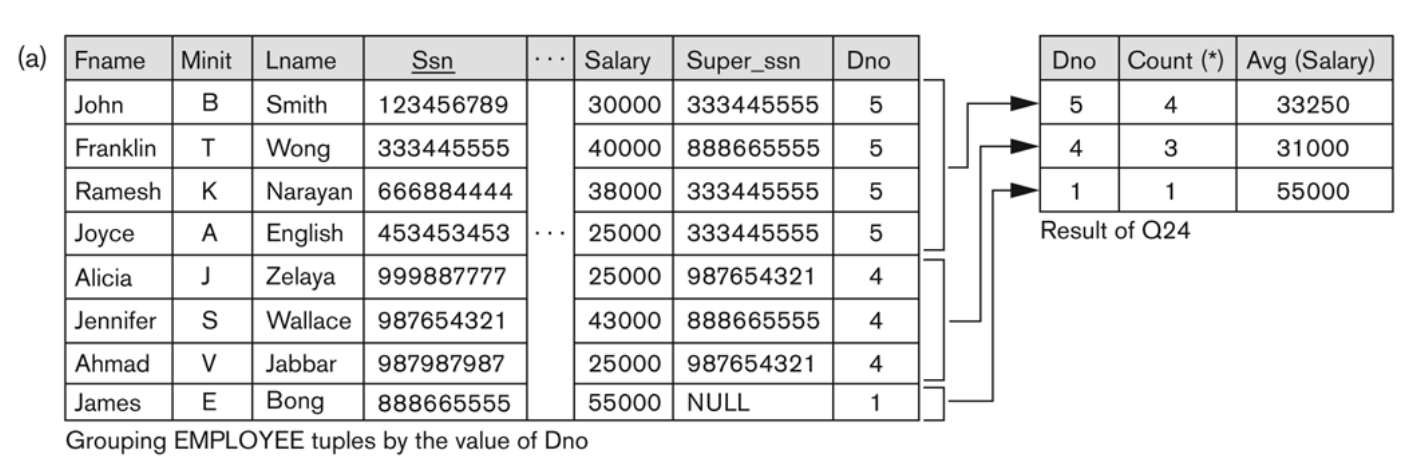 (a)
Fname Minit Lname Ssn · · · Salary Super_ssn Dno
John B Smith 123456789 30000 333445555 5
Franklin T Wong 333445555 40000 888665555 5
Ramesh K Narayan 666884444 38000 333445555 5
Joyce A English 453453453 · · · 25000 333445555 5
Alicia J Zelaya 999887777 25000 987654321 4
Jennifer S Wallace 987654321 43000 888665555 4
Ahmad V Jabbar 987987987 25000 987654321 4
James E Bong 888665555 55000 NULL 1
Grouping EMPLOYEE tuples by the value of Dno
Dno Count (*) Avg (Salary)
5 4 33250
4 3 31000
1 1 55000
Result of Q24